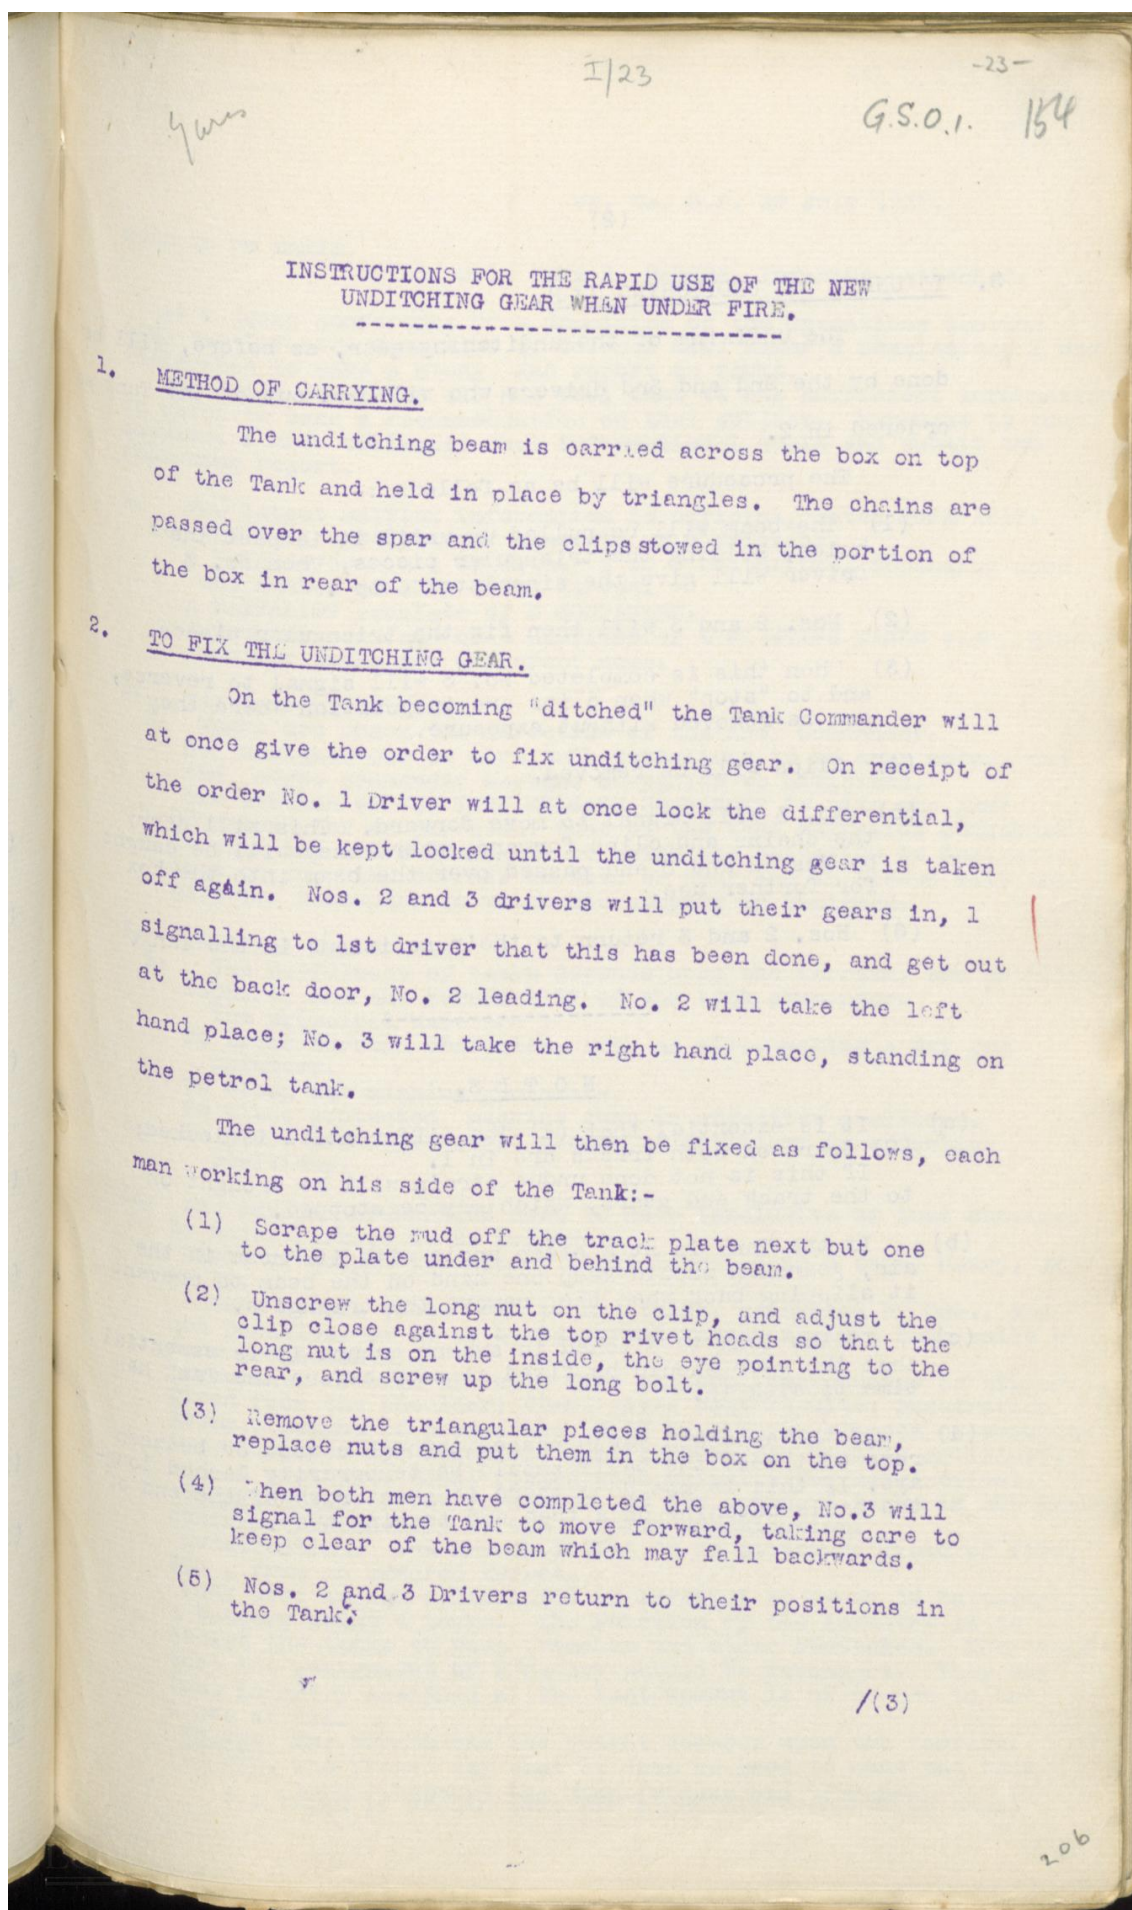 I/23
-23-
G.S.O.1. 154
INSTRUCTIONS FOR THE RAPID USE OF THE NEW
UNDITCHING GEAR WHEN UNDER FIRE.
1. METHOD OF CARRYING.
The unditching beam is carried across the box on top
of the Tank and held in place by triangles. The chains are
passed over the spar and the clips stowed in the portion of
the box in rear of the beam.
2. TO FIX THE UNDITCHING GEAR.
On the Tank becoming "ditched" the Tank Commander will
at once give the order to fix unditching gear. On receipt of
the order No. 1 Driver will at once lock the differential,
which will be kept locked until the unditching gear is taken
off again. Nos. 2 and 3 drivers will put their gears in, 1
signalling to 1st driver that this has been done, and get out
at the back door, No. 2 leading. No. 2 will take the left
hand place; No. 3 will take the right hand place, standing on
the petrol tank.
The unditching gear will then be fixed as follows, each
man working on his side of the Tank:-
(1) Scrape the mud off the track plate next but one
to the plate under and behind the beam.
(2) Unscrew the long nut on the clip, and adjust the
clip close against the top rivet heads so that the
long nut is on the inside, the eye pointing to the
rear, and screw up the long bolt.
(3) Remove the triangular pieces holding the beam,
replace nuts and put them in the box on the top.
(4) When both men have completed the above, No.3 will
signal for the Tank to move forward, taking care to
keep clear of the beam which may fall backwards.
(5) Nos. 2 and 3 Drivers return to their positions in
the Tank.
/(3)
206